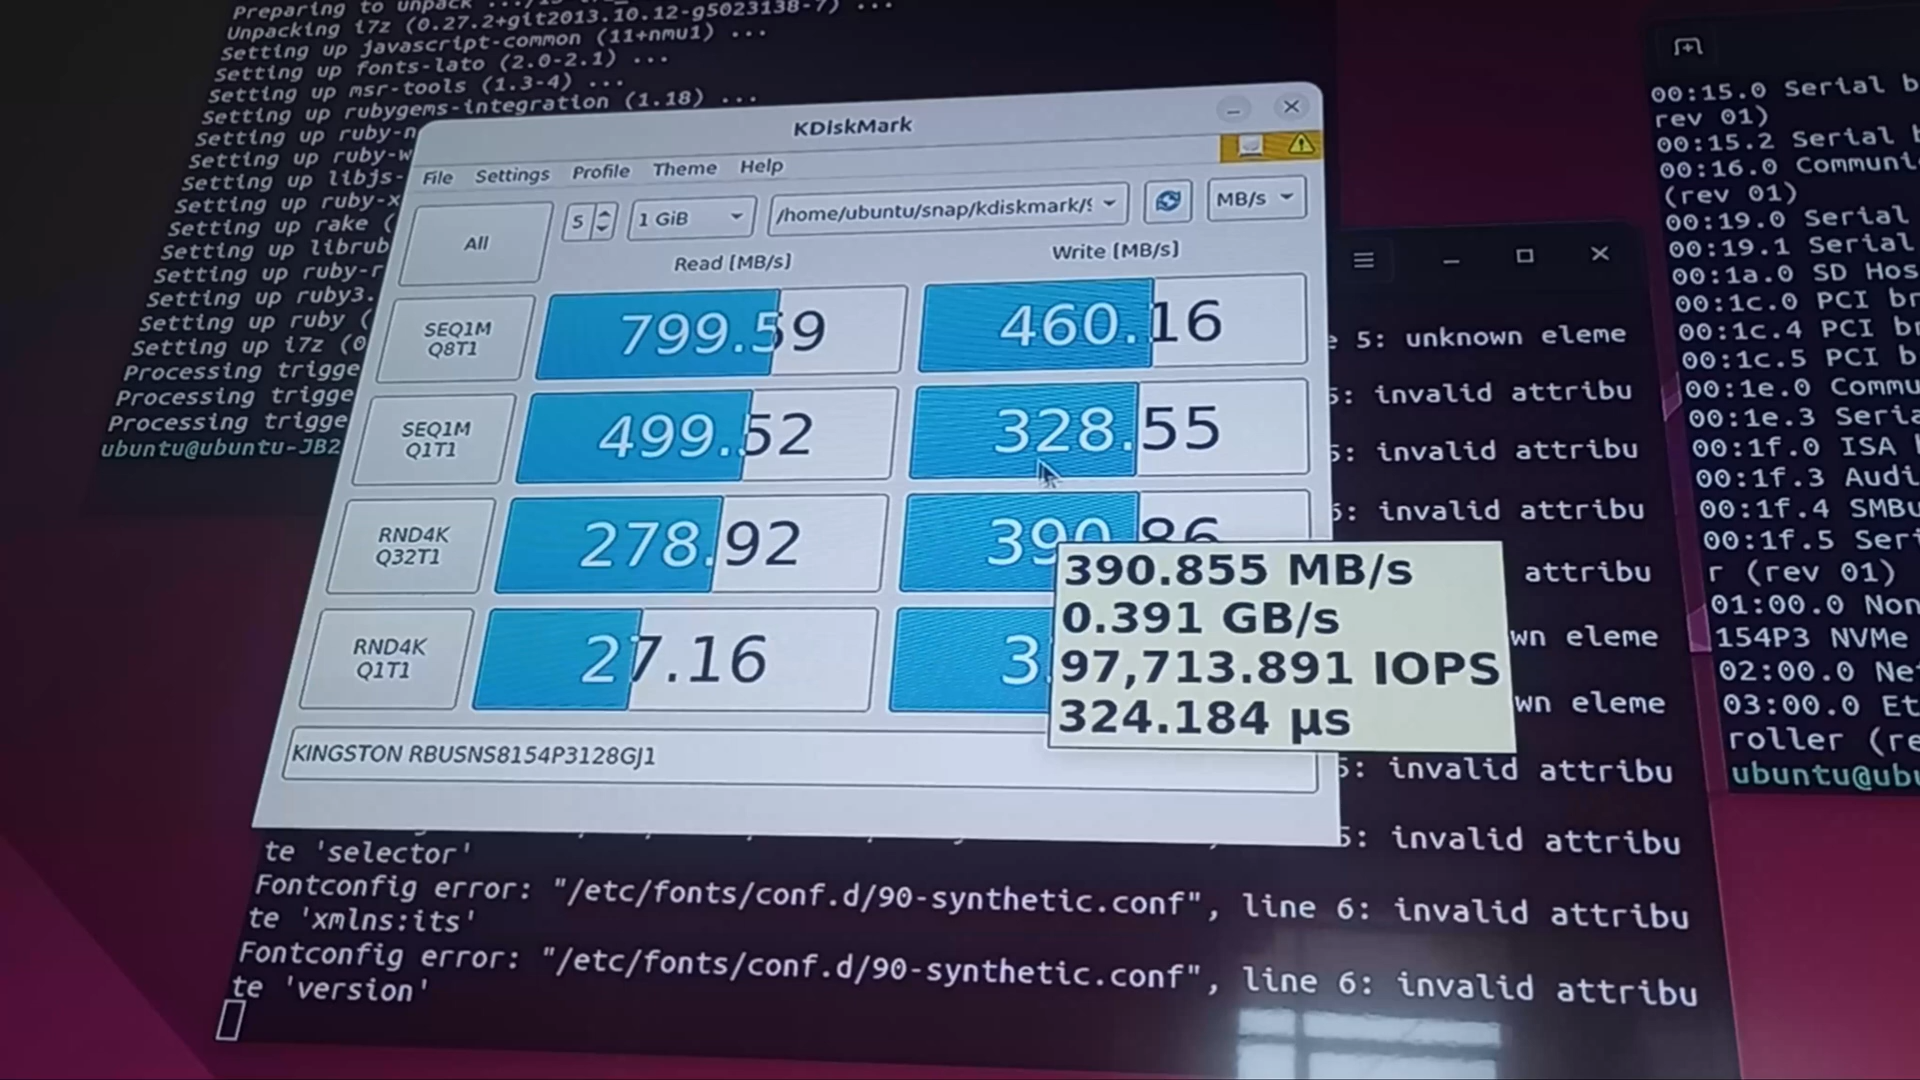 Preparing to unpack
Unpacking i7z (0.27.2+git2013.10.12-g5023138-7) ...
Setting up javascript-common (11+nmu1) ...
Setting up fonts-lato (2.0-2.1) ...
Setting up msr-tools (1.3-4) ...
Setting up rubygems-integration (1.18) ...
Setting up ruby-n
Setting up ruby-w
Setting up libjs-
Setting up ruby-x
Setting up rake (
Setting up librub
Setting up ruby-r
Setting up ruby3.
Setting up ruby (
Setting up i7z (0
Processing trigge
Processing trigge
Processing trigge
ubuntu@ubuntu-JB2
KDiskMark
File Settings Profile Theme Help
All 5 1 GiB /home/ubuntu/snap/kdiskmark/ MB/s
Read [MB/s] Write [MB/s]
SEQ1M
Q8T1
799.59 460.16
SEQ1M
Q1T1
499.52 328.55
RND4K
Q32T1
278.92 390.86
RND4K
Q1T1
27.16 3
390.855 MB/s
0.391 GB/s
97,713.891 IOPS
324.184 µs
KINGSTON RBUSNS8154P3128GJ1
5: unknown eleme
5: invalid attribu
5: invalid attribu
5: invalid attribu
attribu
wn eleme
wn eleme
5: invalid attribu
5: invalid attribu
te 'selector'
Fontconfig error: "/etc/fonts/conf.d/90-synthetic.conf", line 6: invalid attribu
te 'xmlns:its'
Fontconfig error: "/etc/fonts/conf.d/90-synthetic.conf", line 6: invalid attribu
te 'version'
00:15.0 Serial b
rev 01)
00:15.2 Serial b
00:16.0 Communi
(rev 01)
00:19.0 Serial
00:19.1 Serial
00:1a.0 SD Hos
00:1c.0 PCI br
00:1c.4 PCI br
00:1c.5 PCI b
00:1e.0 Commu
00:1e.3 Seria
00:1f.0 ISA
00:1f.3 Audi
00:1f.4 SMBu
00:1f.5 Seri
r (rev 01)
01:00.0 Non
154P3 NVMe
02:00.0 Ne
03:00.0 Et
roller (re
ubuntu@ubu